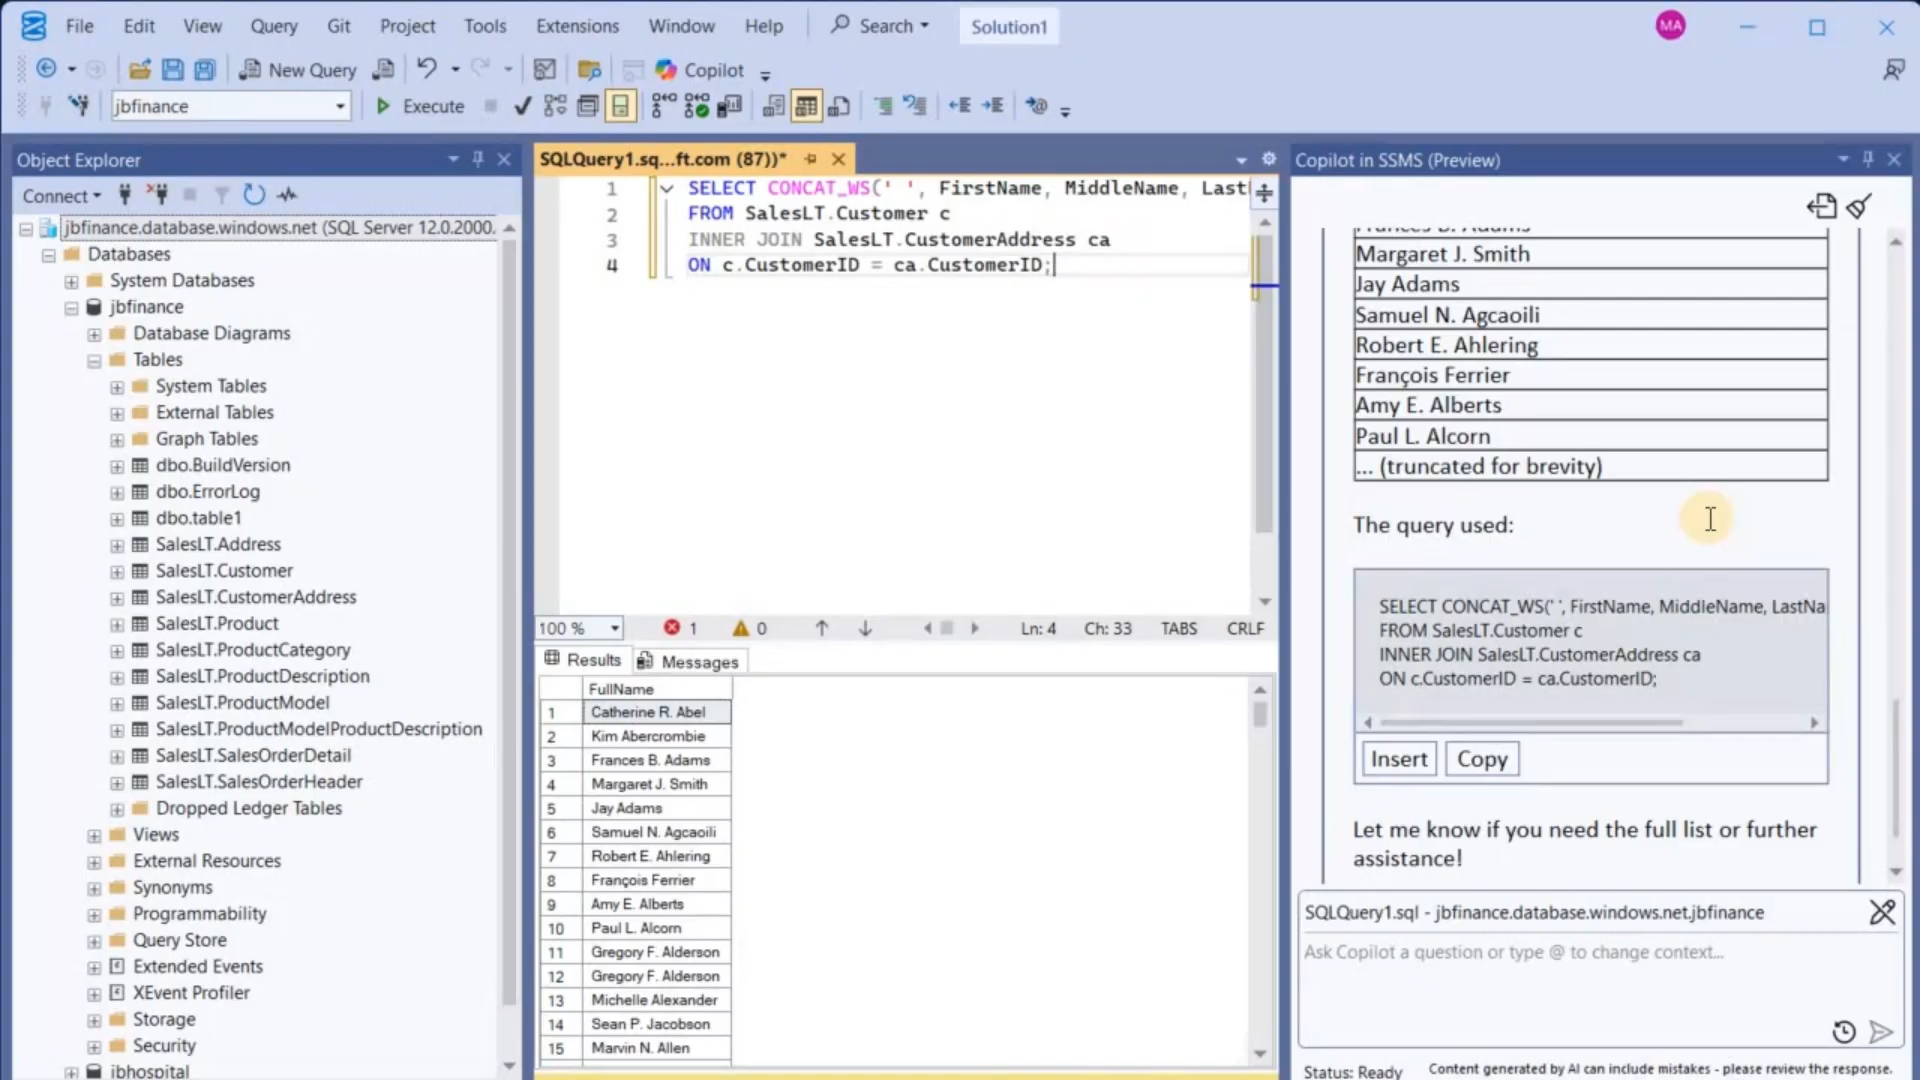 File Edit View Query Git Project Tools Extensions Window Help Search Solution1 MA
New Query Copilot
jbfinance Execute
Object Explorer
Connect
jbfinance.database.windows.net (SQL Server 12.0.2000.
Databases
System Databases
jbfinance
Database Diagrams
Tables
System Tables
External Tables
Graph Tables
dbo.BuildVersion
dbo.ErrorLog
dbo.table1
SalesLT.Address
SalesLT.Customer
SalesLT.CustomerAddress
SalesLT.Product
SalesLT.ProductCategory
SalesLT.ProductDescription
SalesLT.ProductModel
SalesLT.ProductModelProductDescription
SalesLT.SalesOrderDetail
SalesLT.SalesOrderHeader
Dropped Ledger Tables
Views
External Resources
Synonyms
Programmability
Query Store
Extended Events
XEvent Profiler
Storage
Security
jbhospital
SQLQuery1.sq...ft.com (87))*
1 SELECT CONCAT_WS(' ', FirstName, MiddleName, Last
2 FROM SalesLT.Customer c
3 INNER JOIN SalesLT.CustomerAddress ca
4 ON c.CustomerID = ca.CustomerID;
100 % 1 0 Ln: 4 Ch: 33 TABS CRLF
Results Messages
FullName
1 Catherine R. Abel
2 Kim Abercrombie
3 Frances B. Adams
4 Margaret J. Smith
5 Jay Adams
6 Samuel N. Agcaoili
7 Robert E. Ahlering
8 François Ferrier
9 Amy E. Alberts
10 Paul L. Alcorn
11 Gregory F. Alderson
12 Gregory F. Alderson
13 Michelle Alexander
14 Sean P. Jacobson
15 Marvin N. Allen
Copilot in SSMS (Preview)
Frances B. Adams
Margaret J. Smith
Jay Adams
Samuel N. Agcaoili
Robert E. Ahlering
François Ferrier
Amy E. Alberts
Paul L. Alcorn
... (truncated for brevity)
The query used:
SELECT CONCAT_WS(' ', FirstName, MiddleName, LastNa
FROM SalesLT.Customer c
INNER JOIN SalesLT.CustomerAddress ca
ON c.CustomerID = ca.CustomerID;
Insert Copy
Let me know if you need the full list or further
assistance!
SQLQuery1.sql - jbfinance.database.windows.net.jbfinance
Ask Copilot a question or type @ to change context...
Status: Ready Content generated by AI can include mistakes - please review the response.